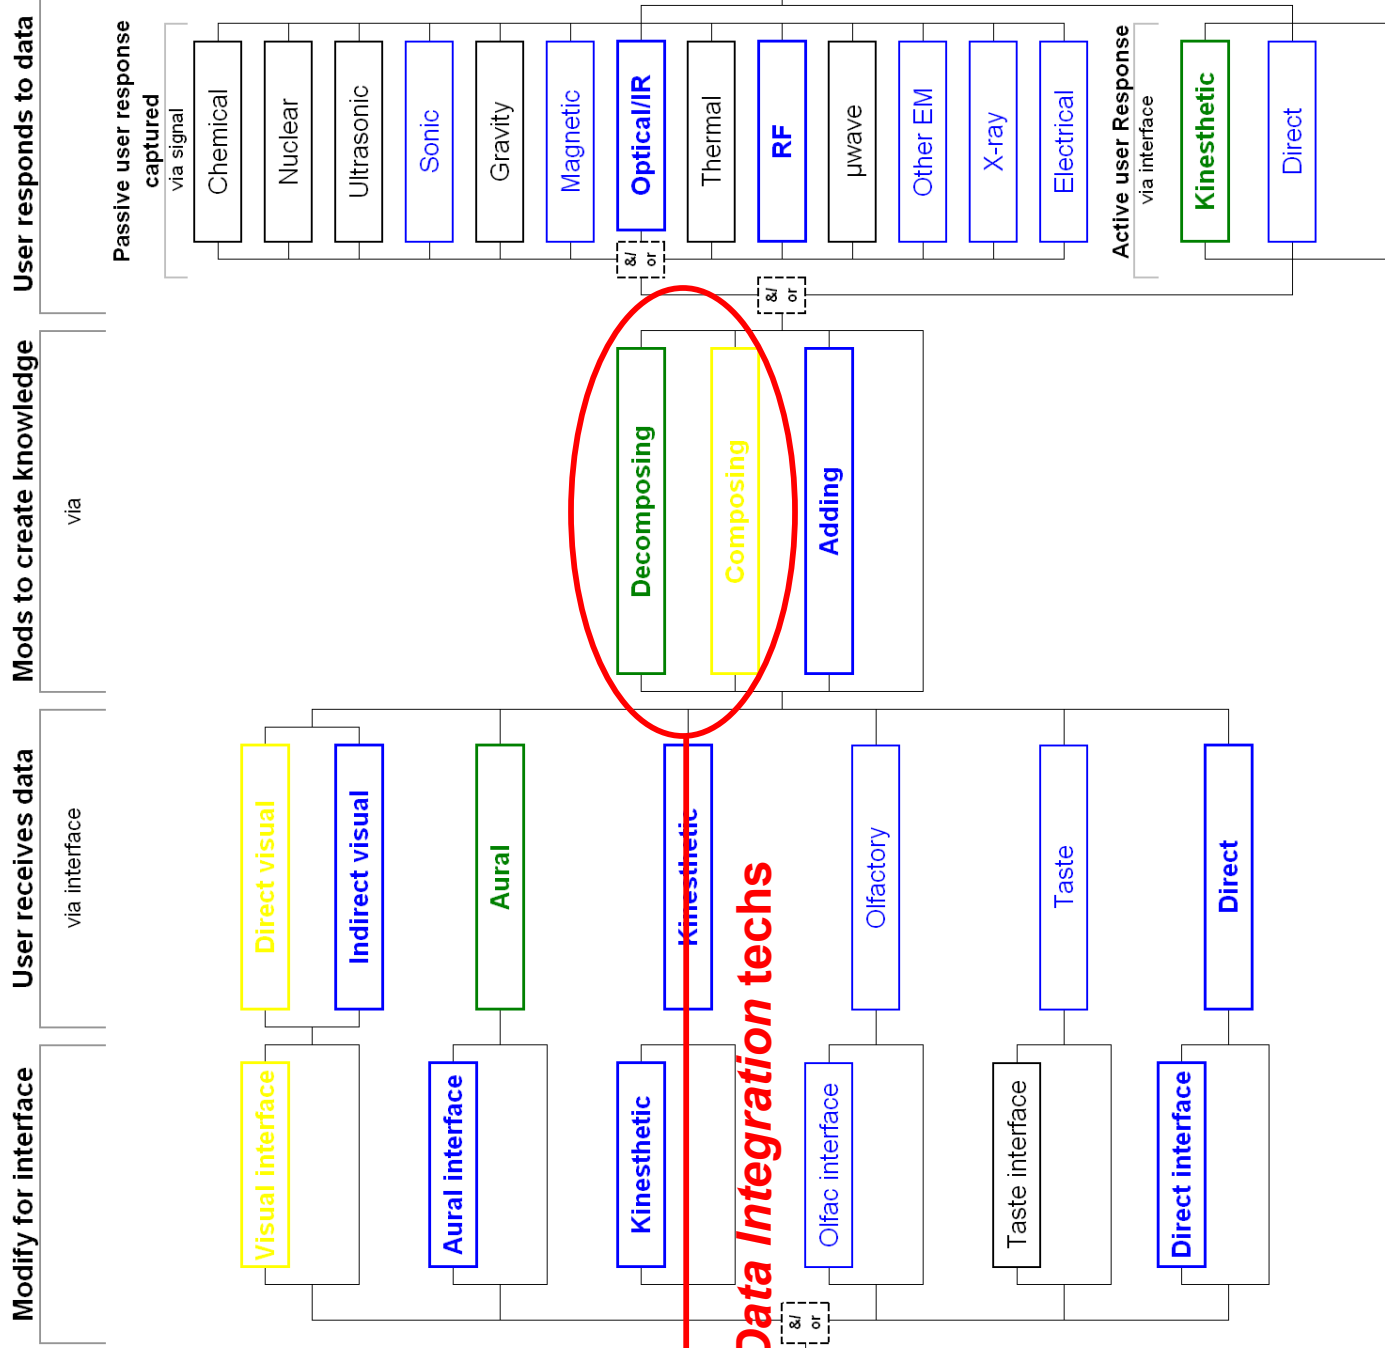 Modify for interface
Visual interface
Aural interface
Kinesthetic
Olfac interface
Taste interface
Direct interface
&/
or
User receives data
via interface
Direct visual
Indirect visual
Aural
Kinesthetic
Olfactory
Taste
Direct
Data Integration techs
Mods to create knowledge
via
Decomposing
Composing
Adding
User responds to data
Passive user response
captured
via signal
Chemical
Nuclear
Ultrasonic
Sonic
Gravity
Magnetic
Optical/IR
Thermal
RF
µwave
Other EM
X-ray
Electrical
&/
or
&/
or
Active user Response
via interface
Kinesthetic
Direct